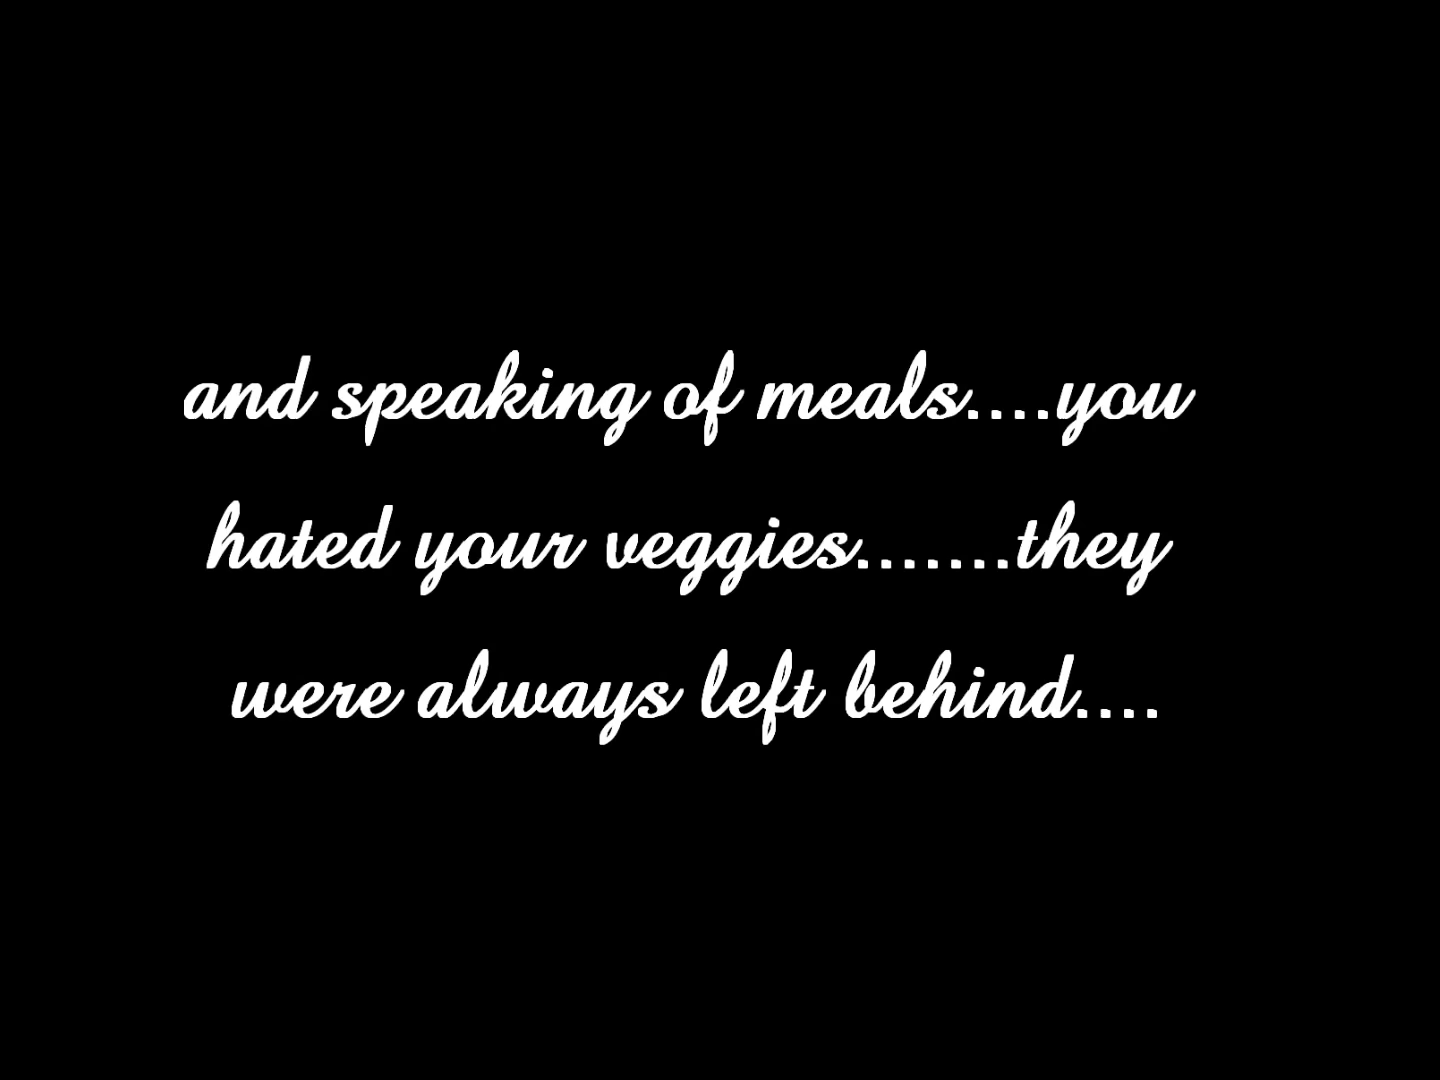 and speaking of meals....you
hated your veggies.......they
were always left behind....